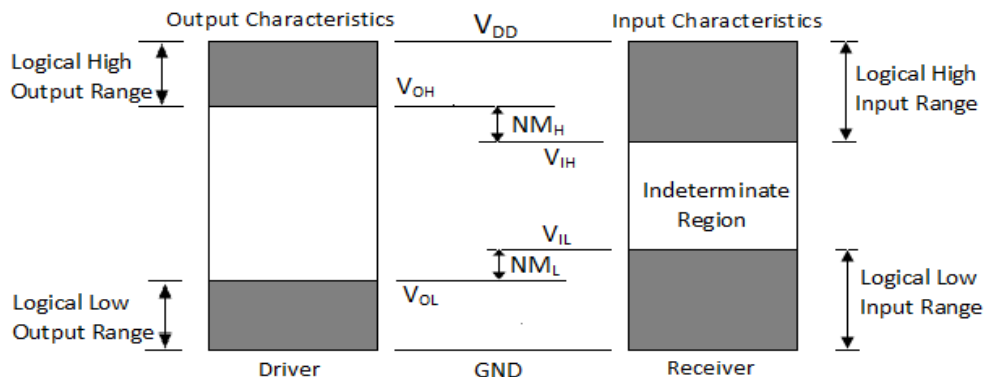 Output Characteristics
V_DD
Input Characteristics
Logical High
Output Range
V_OH
NM_H
V_IH
Logical High
Input Range
Indeterminate
Region
V_IL
NM_L
V_OL
Logical Low
Output Range
Logical Low
Input Range
Driver
GND
Receiver